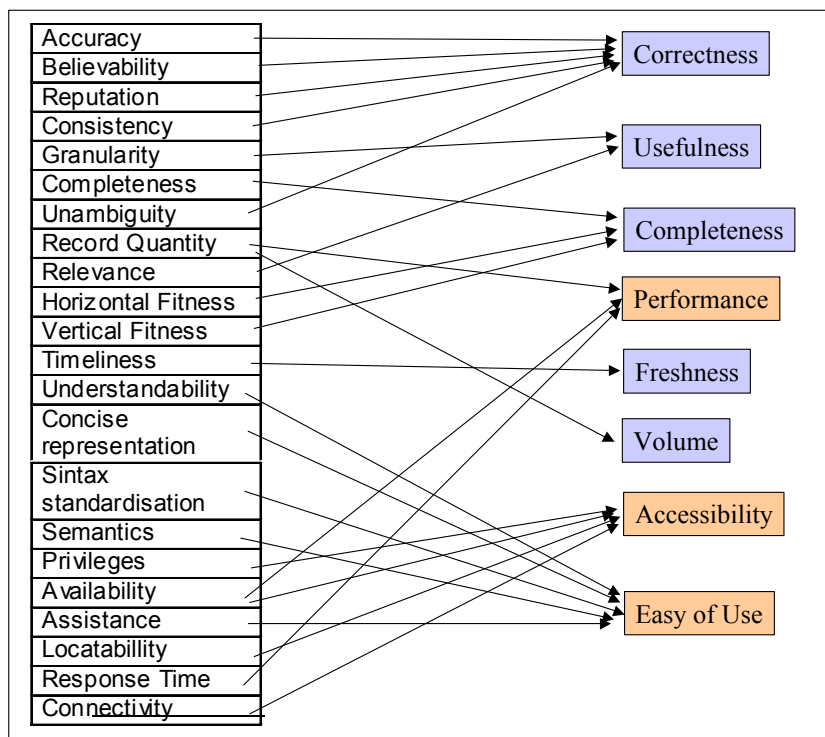 Accuracy
Believability
Reputation
Consistency
Granularity
Completeness
Unambiguity
Record Quantity
Relevance
Horizontal Fitness
Vertical Fitness
Timeliness
Understandability
Concise
representation
Sintax
standardisation
Semantics
Privileges
Availability
Assistance
Locatabillity
Response Time
Connectivity
Correctness
Usefulness
Completeness
Performance
Freshness
Volume
Accessibility
Easy of Use